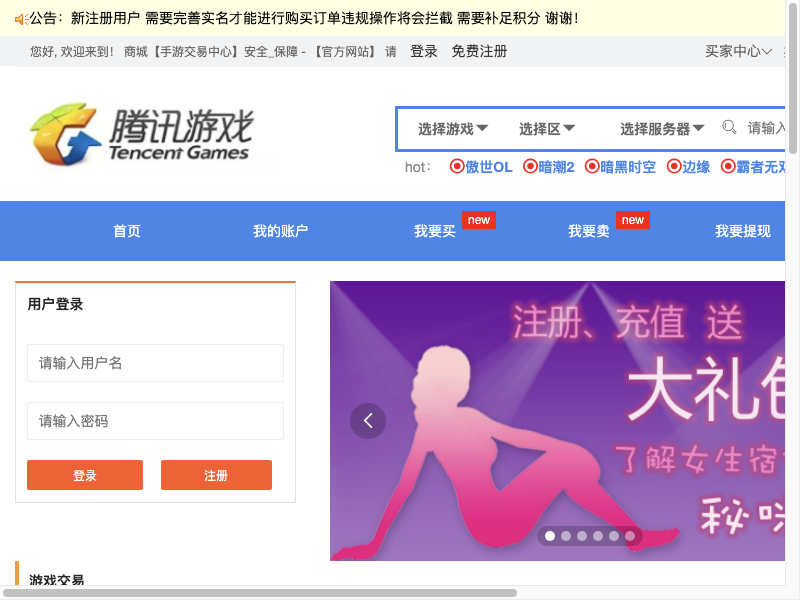 公告：新注册用户 需要完善实名才能进行购买订单违规操作将会拦截 需要补足积分 谢谢！
您好, 欢迎来到！ 商城【手游交易中心】安全_保障 - 【官方网站】 请 登录 免费注册 买家中心
腾讯游戏
Tencent Games
选择游戏 选择区 选择服务器 请输入
hot： 傲世OL 暗潮2 暗黑时空 边缘 霸者无双
首页 我的账户 我要买 new 我要卖 new 我要提现
用户登录
请输入用户名
请输入密码
登录 注册
注册、充值 送
大礼包
了解女生宿
秘咪
游戏交易